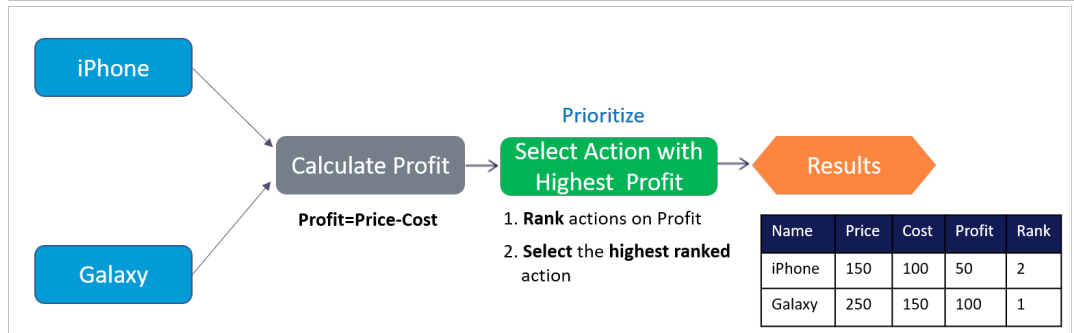 iPhone
Galaxy
Calculate Profit
Profit=Price-Cost
Prioritize
Select Action with
Highest Profit
1. Rank actions on Profit
2. Select the highest ranked
action
Results
Name Price Cost Profit Rank
iPhone 150 100 50 2
Galaxy 250 150 100 1